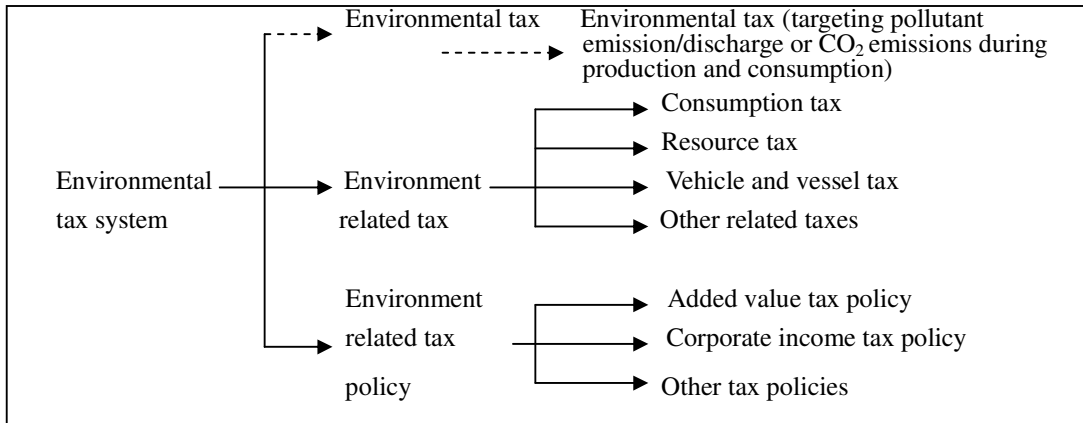 Environmental tax
Environmental tax (targeting pollutant
emission/discharge or CO2 emissions during
production and consumption)
Environmental
tax system
Environment
related tax
Consumption tax
Resource tax
Vehicle and vessel tax
Other related taxes
Environment
related tax
policy
Added value tax policy
Corporate income tax policy
Other tax policies